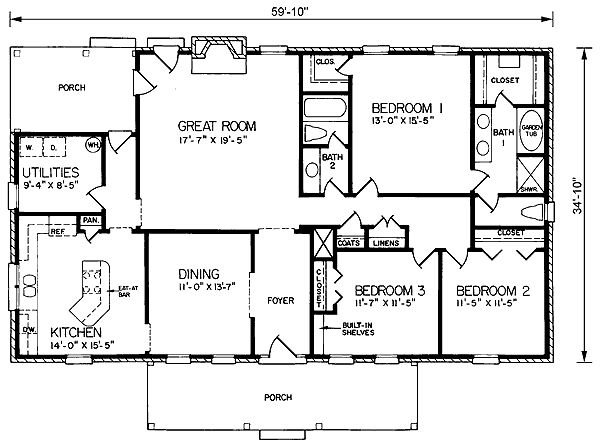 59'-10"
PORCH
CLOS.
CLOSET
BEDROOM 1
13'-0" X 15'-5"
GREAT ROOM
17'-7" X 19'-5"
BATH
1
GARDEN
TUB
W.
D.
WH.
UTILITIES
9'-4" X 8'-5"
BATH
2
SHWR.
34'-10"
PAN.
REF.
COATS
LINENS
CLOSET
DINING
11'-0" X 13'-7"
EAT-AT
BAR
FOYER
CLOSET
BEDROOM 3
11'-7" X 11'-5"
BEDROOM 2
11'-5" X 11'-5"
D.W.
KITCHEN
14'-0" X 15'-5"
BUILT-IN
SHELVES
PORCH